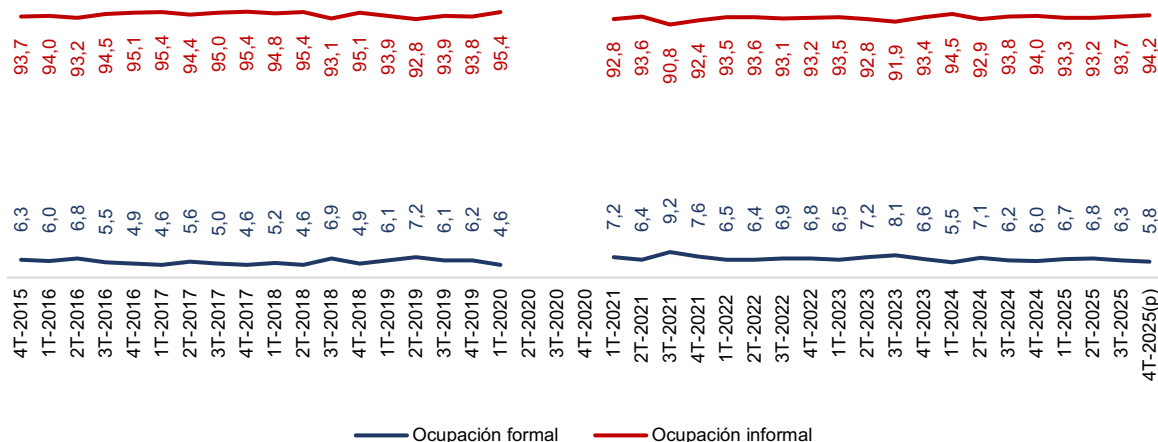 93,7 94,0 93,2 94,5 95,1 95,4 94,4 95,0 95,4 94,8 95,4 93,1 95,1 93,9 92,8 93,9 93,8 95,4 92,8 93,6 90,8 92,4 93,5 93,6 93,1 93,2 93,5 92,8 91,9 93,4 94,5 92,9 93,8 94,0 93,3 93,2 93,7 94,2
6,3 6,0 6,8 5,5 4,9 4,6 5,6 5,0 4,6 5,2 4,6 6,9 4,9 6,1 7,2 6,1 6,2 4,6 7,2 6,4 9,2 7,6 6,5 6,4 6,9 6,8 6,5 7,2 8,1 6,6 5,5 7,1 6,2 6,0 6,7 6,8 6,3 5,8
4T-2015 1T-2016 2T-2016 3T-2016 4T-2016 1T-2017 2T-2017 3T-2017 4T-2017 1T-2018 2T-2018 3T-2018 4T-2018 1T-2019 2T-2019 3T-2019 4T-2019 1T-2020 2T-2020 3T-2020 4T-2020 1T-2021 2T-2021 3T-2021 4T-2021 1T-2022 2T-2022 3T-2022 4T-2022 1T-2023 2T-2023 3T-2023 4T-2023 1T-2024 2T-2024 3T-2024 4T-2024 1T-2025 2T-2025 3T-2025 4T-2025(p)
Ocupación formal Ocupación informal